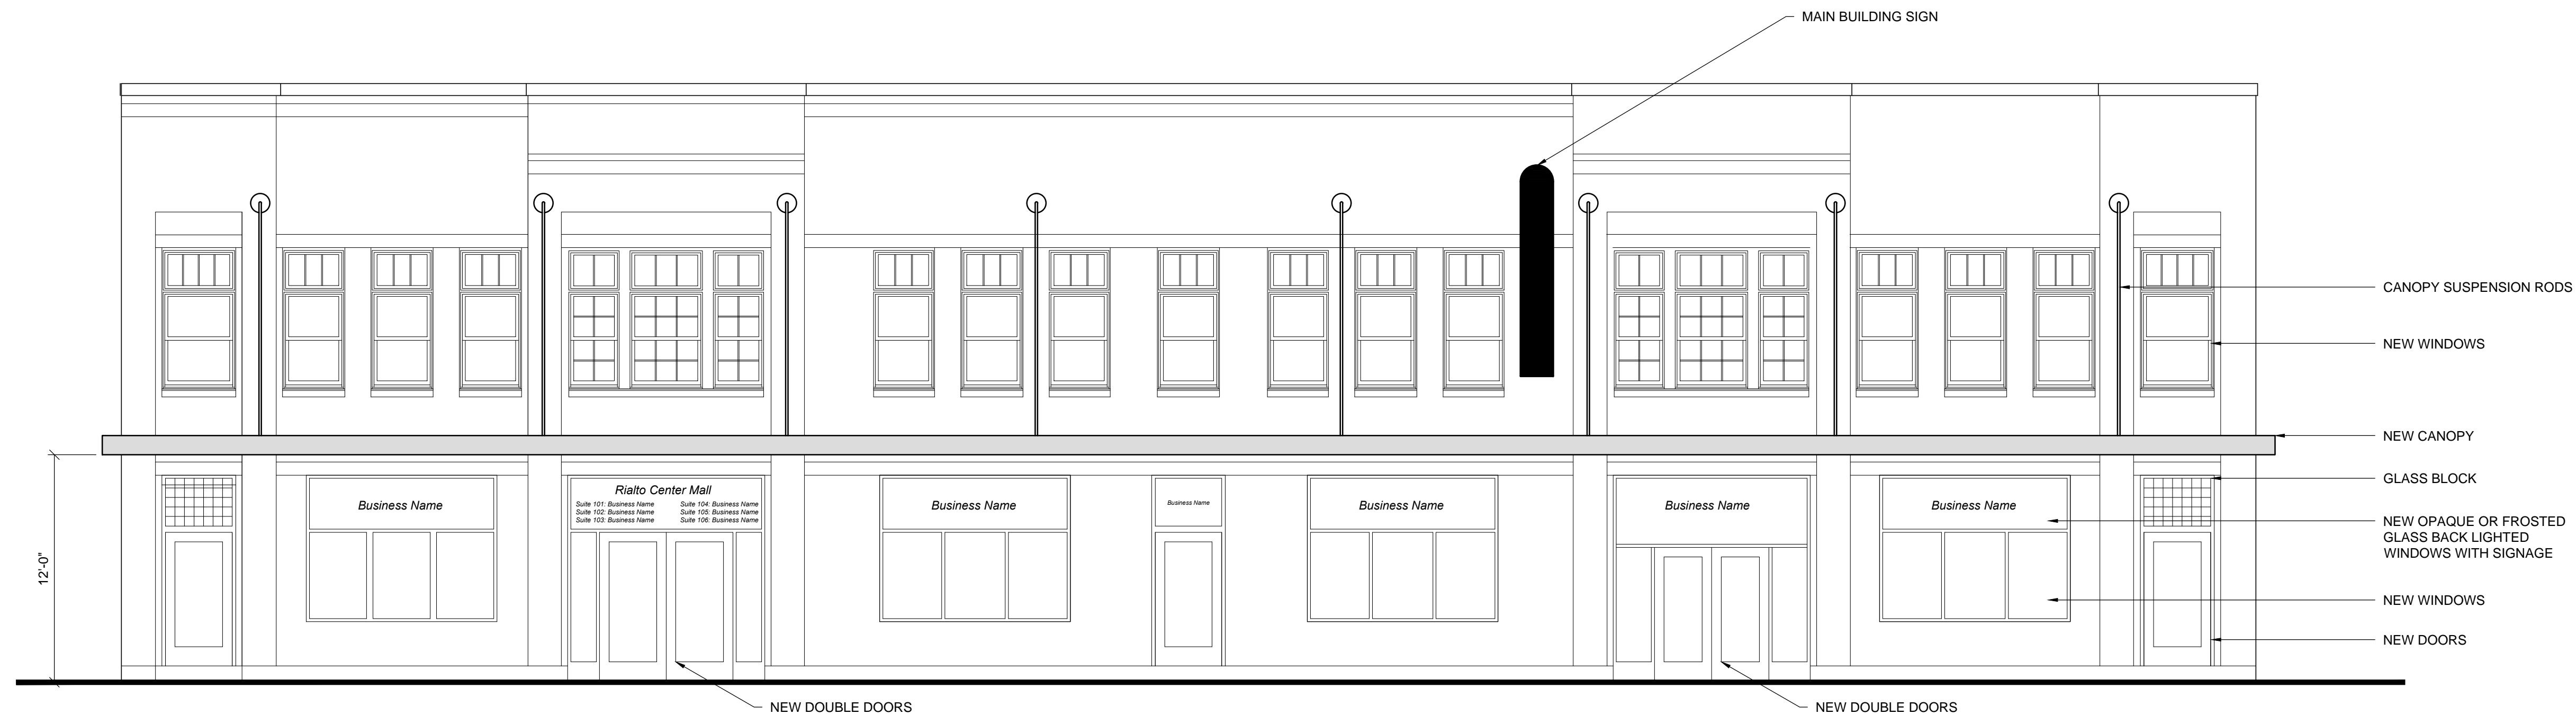 MAIN BUILDING SIGN
CANOPY SUSPENSION RODS
NEW WINDOWS
NEW CANOPY
GLASS BLOCK
NEW OPAQUE OR FROSTED
GLASS BACK LIGHTED
WINDOWS WITH SIGNAGE
NEW WINDOWS
NEW DOORS
12'-0"
Business Name
Rialto Center Mall
Suite 101: Business Name
Suite 102: Business Name
Suite 103: Business Name
Suite 104: Business Name
Suite 105: Business Name
Suite 106: Business Name
Business Name
Business Name
Business Name
Business Name
Business Name
NEW DOUBLE DOORS
NEW DOUBLE DOORS